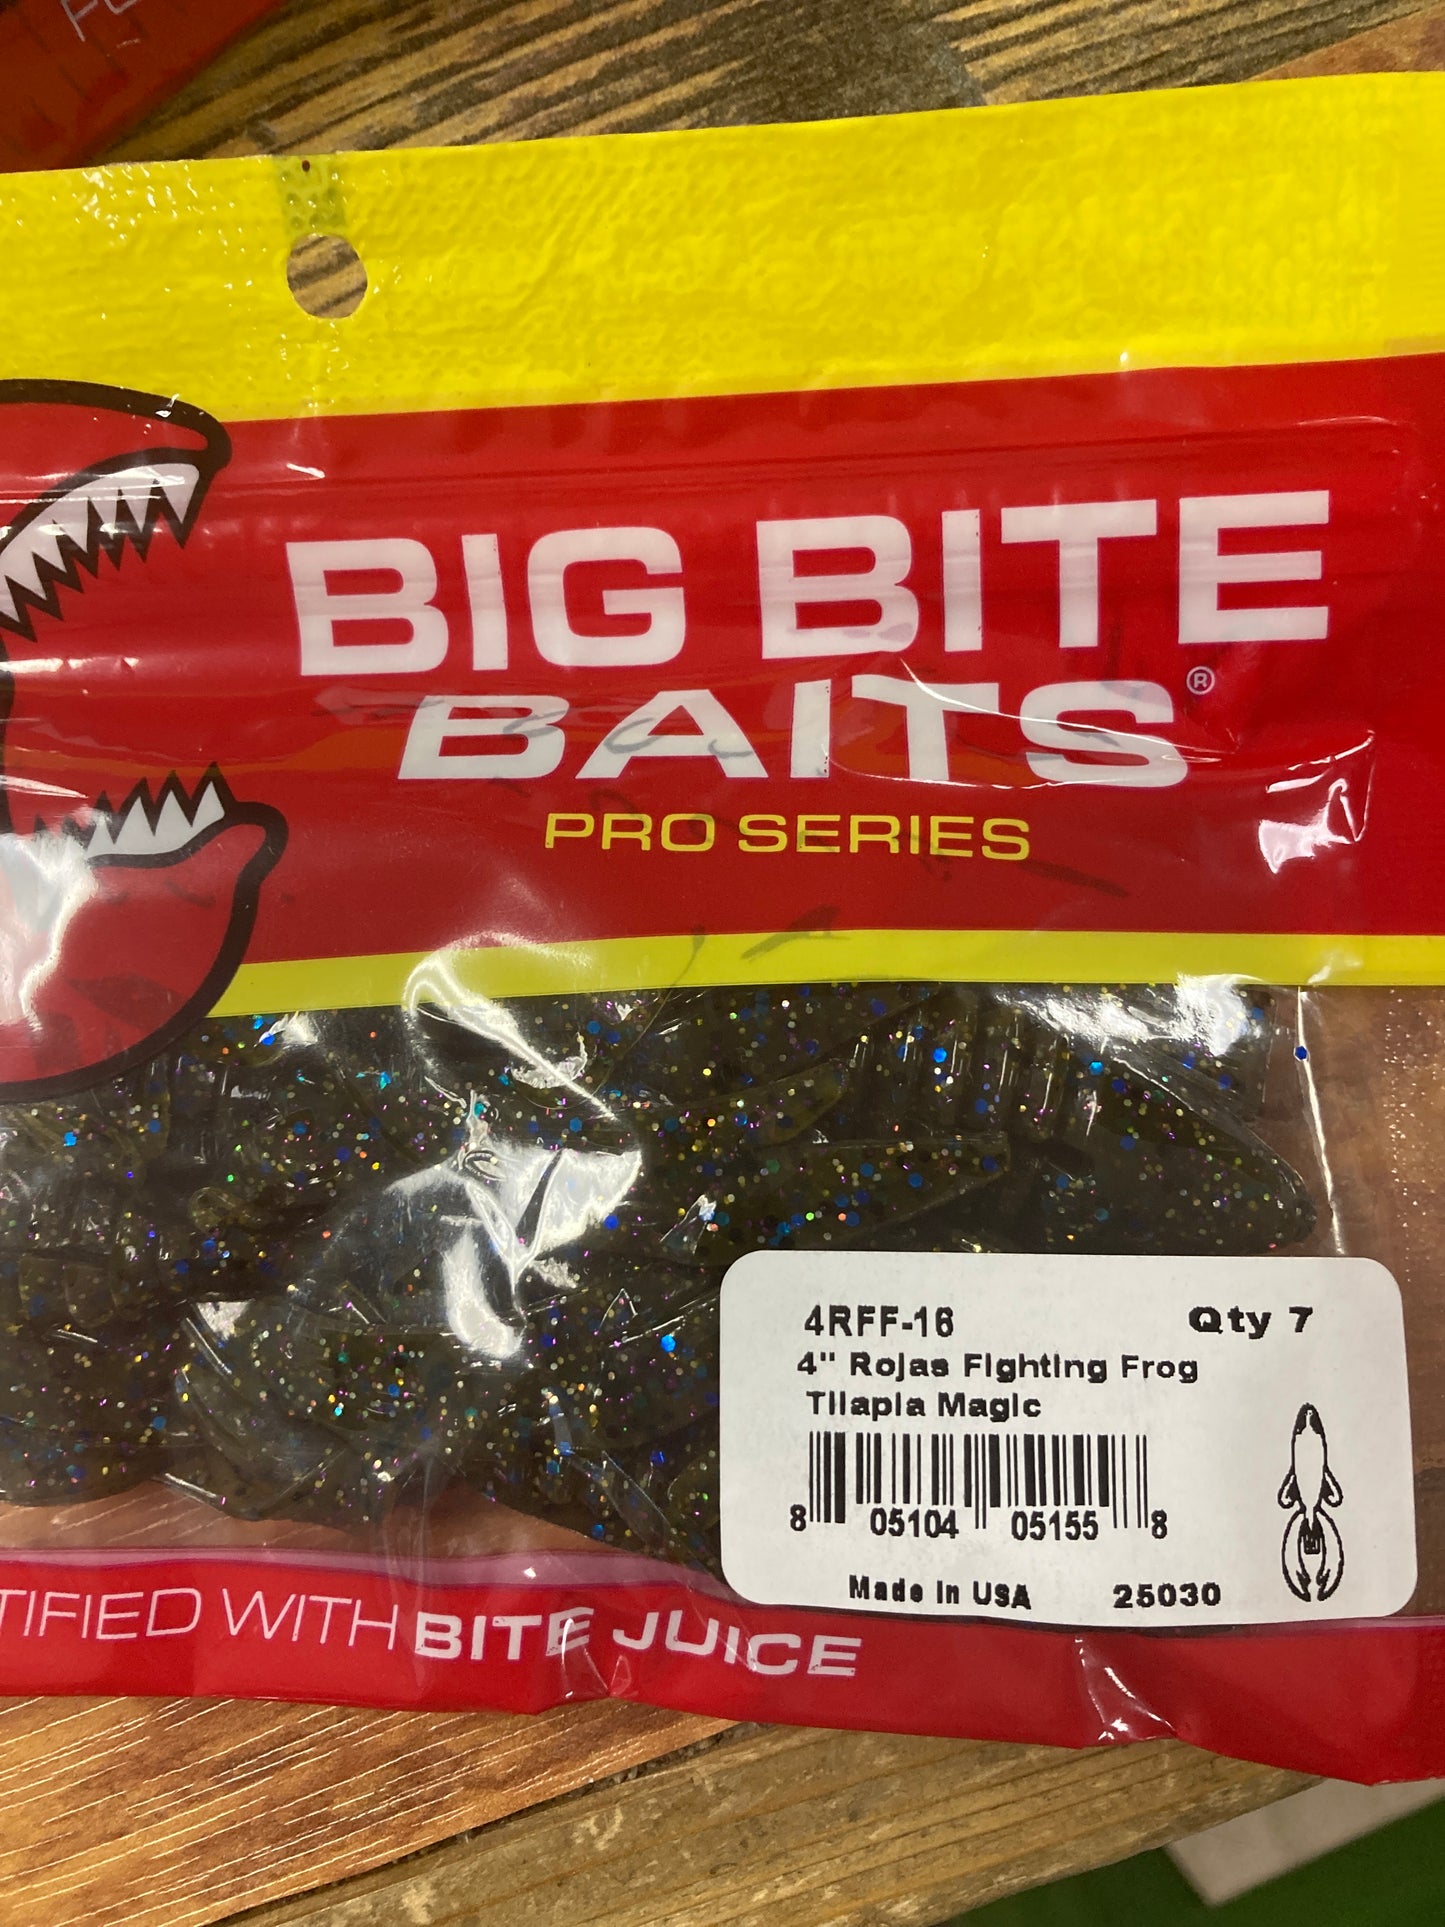 BIG BITE
BAITS®
PRO SERIES
4RFF-16 Qty 7
4" Rojas Fighting Frog
Tilapia Magic
8 05104 05155 8
Made In USA 25030
TIFIED WITH BITE JUICE